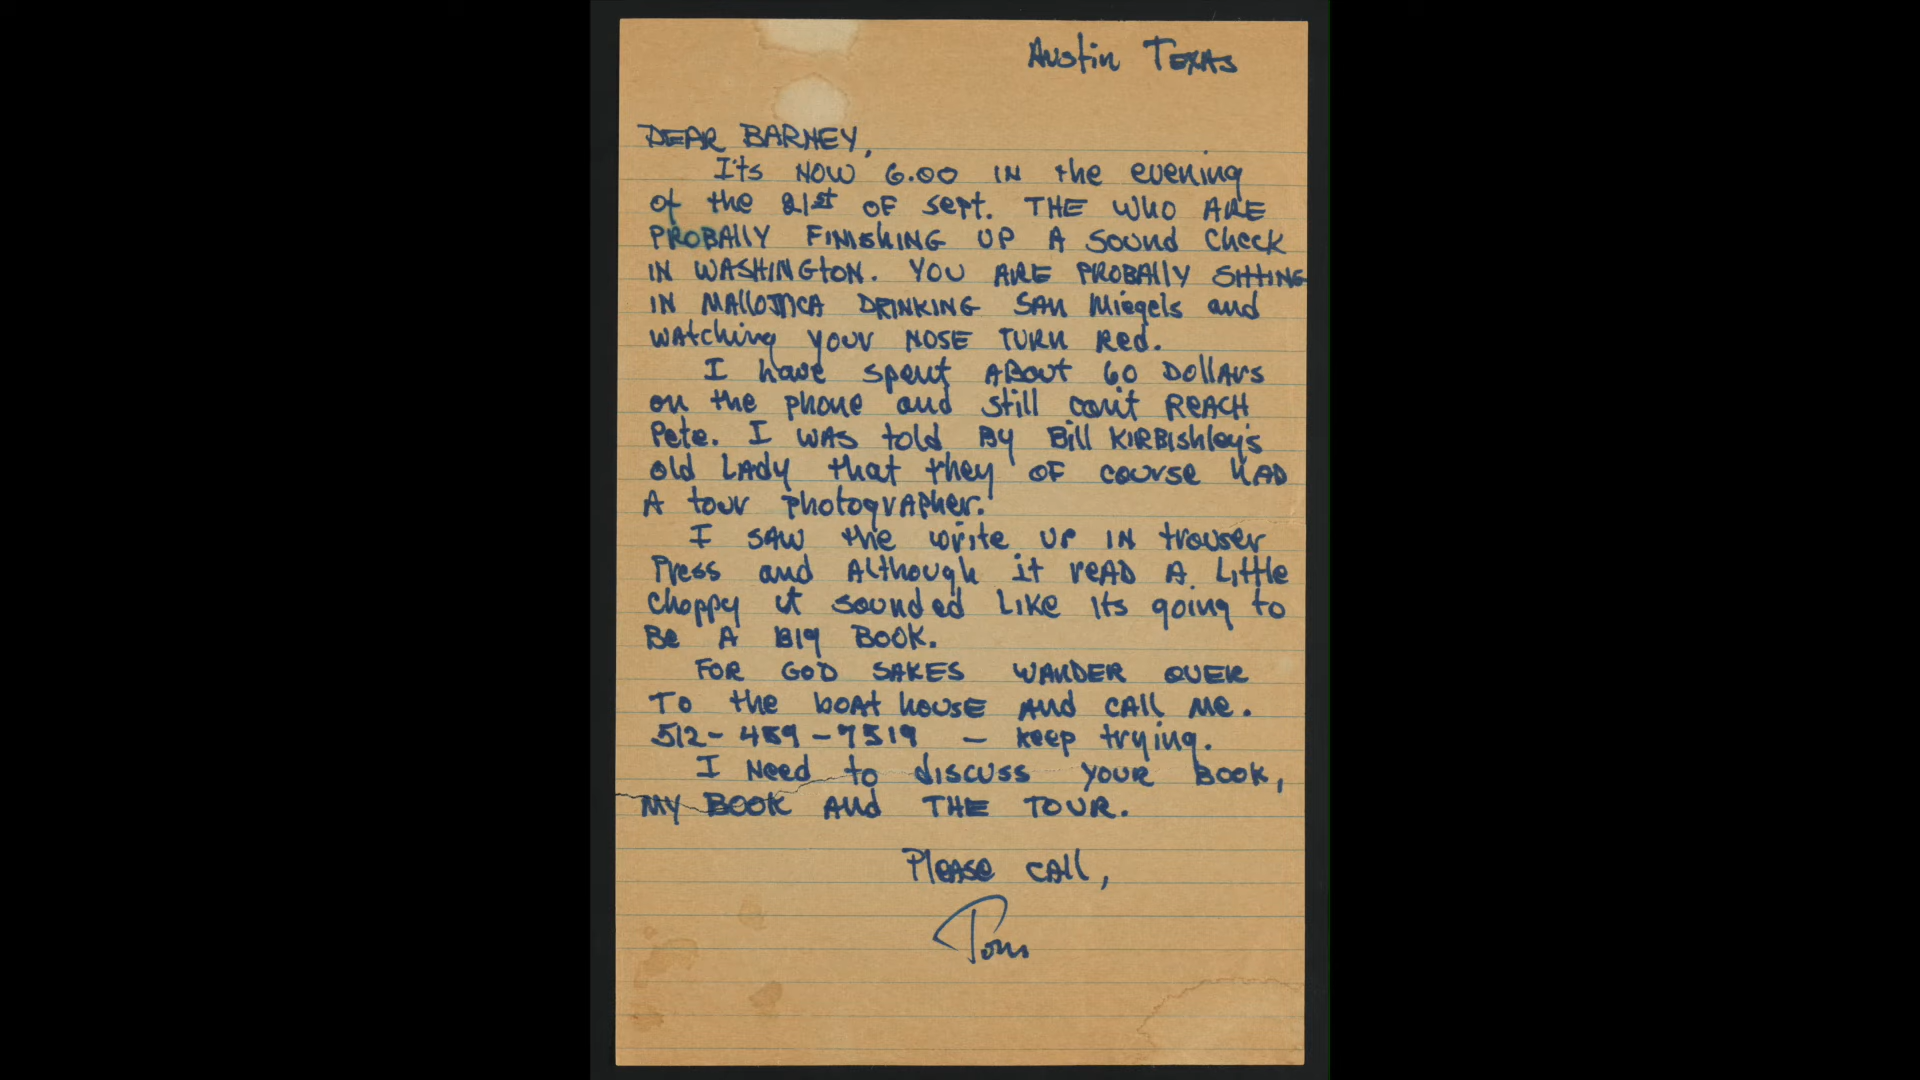 Austin TEXAS
DEAR BARNEY,
It's NOW 6.00 IN the evening
of the 21st OF sept. THE WHO ARE
PROBAllY FINIshING UP A sound Check
IN WASHINGtON. YOU ARE PROBAllY SITTING
IN MAllOJICA DRINKING SAN Miegels and
WAtching your NOSE TURN Red.
I have spent ABout 60 DollArs
on the phone and still can't REACH
Pete. I WAS told By Bill KIRBIshley's
old LAdy that they OF course HAD
A tour photogrApher.
I SAW the write UP IN trouser
Press and Although it reAD A Little
choppy it sounded LIKE Its going to
Be A BIg BOOK.
FOR GOD SAKES WANDER OVER
TO the boAt housE AND CAll Me.
512-459-7519 - keep trying.
I Need to discuss YOUR BOOK,
MY BOOK And THE TOUR.
PleASe CAll,
Tom